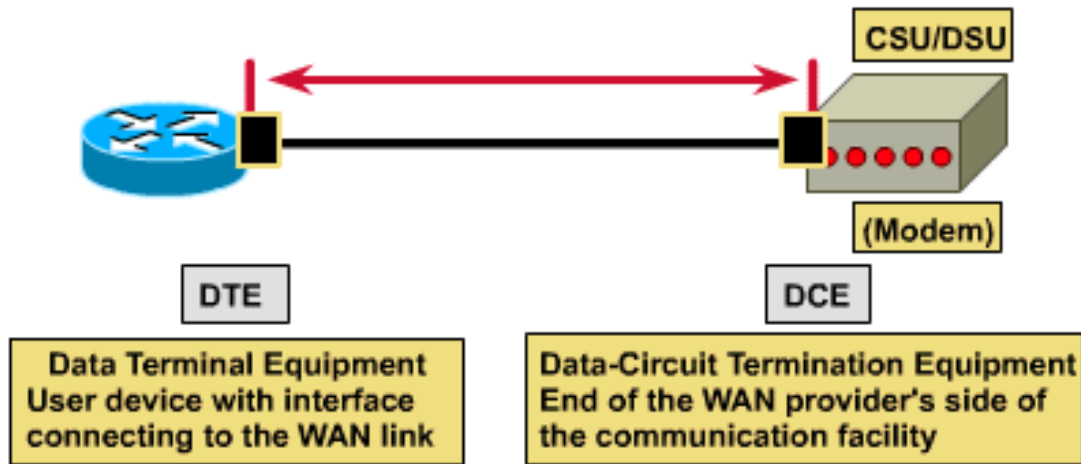 CSU/DSU
(Modem)
DTE
DCE
Data Terminal Equipment
User device with interface
connecting to the WAN link
Data-Circuit Termination Equipment
End of the WAN provider's side of
the communication facility